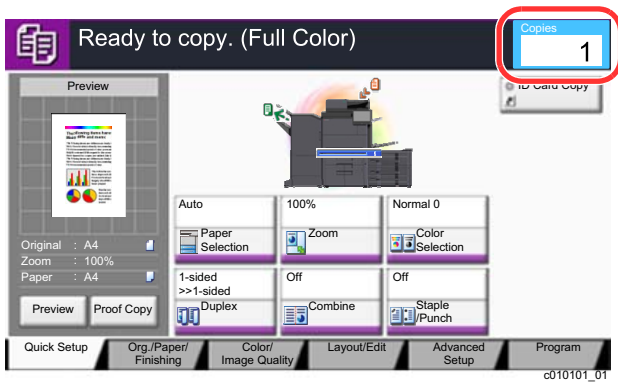 Ready to copy. (Full Color)
Copies
1
Preview
ID Card Copy
Original : A4
Zoom : 100%
Paper : A4
Preview
Proof Copy
Auto
Paper
Selection
100%
Zoom
Normal 0
Color
Selection
1-sided
>>1-sided
Duplex
Off
Combine
Off
Staple
/Punch
Quick Setup
Org./Paper/
Finishing
Color/
Image Quality
Layout/Edit
Advanced
Setup
Program
c010101_01